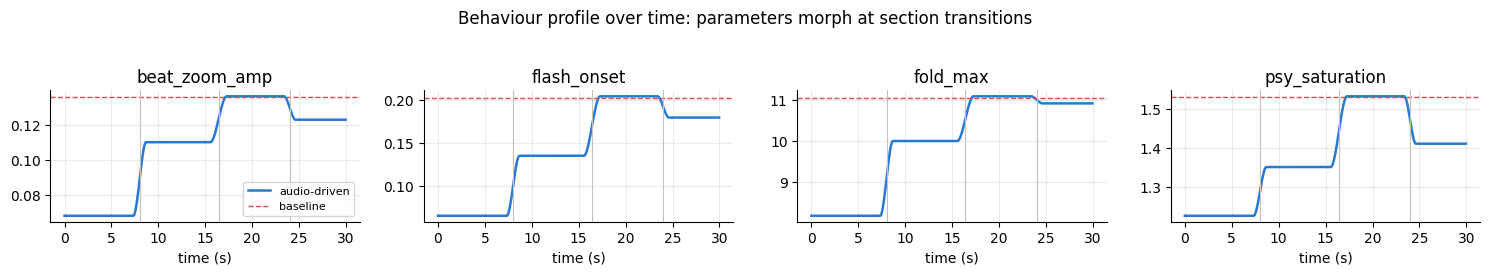 Behaviour profile over time: parameters morph at section transitions
beat_zoom_amp
0.12
0.10
0.08
0 5 10 15 20 25 30
time (s)
audio-driven
baseline
flash_onset
0.20
0.15
0.10
0 5 10 15 20 25 30
time (s)
fold_max
11
10
9
0 5 10 15 20 25 30
time (s)
psy_saturation
1.5
1.4
1.3
0 5 10 15 20 25 30
time (s)